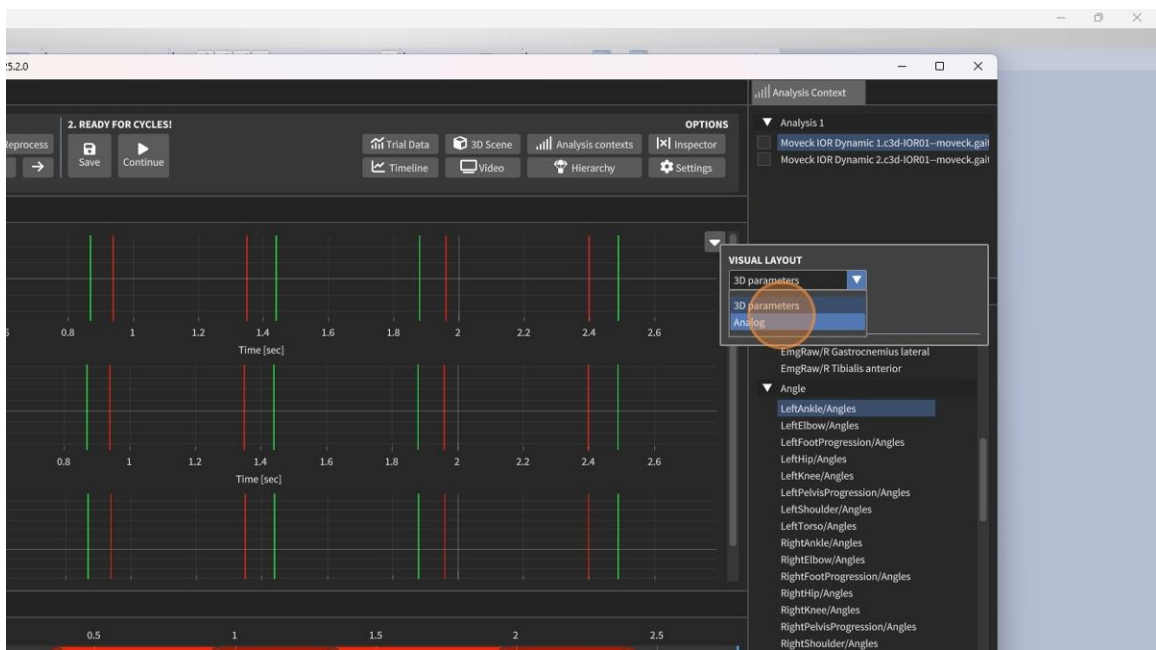 25.2.0
Analysis Context
2. READY FOR CYCLES!
OPTIONS
Reprocess
Save
Continue
Trial Data
3D Scene
Analysis contexts
Inspector
Timeline
Video
Hierarchy
Settings
Analysis 1
Moveck IOR Dynamic 1.c3d-IOR01--moveck.gait
Moveck IOR Dynamic 2.c3d-IOR01--moveck.gait
VISUAL LAYOUT
3D parameters
3D parameters
Analog
0.8 1 1.2 1.4 1.6 1.8 2 2.2 2.4 2.6
Time [sec]
0.8 1 1.2 1.4 1.6 1.8 2 2.2 2.4 2.6
Time [sec]
EmgRaw/R Gastrocnemius lateral
EmgRaw/R Tibialis anterior
Angle
LeftAnkle/Angles
LeftElbow/Angles
LeftFootProgression/Angles
LeftHip/Angles
LeftKnee/Angles
LeftPelvisProgression/Angles
LeftShoulder/Angles
LeftTorso/Angles
RightAnkle/Angles
RightElbow/Angles
RightFootProgression/Angles
RightHip/Angles
RightKnee/Angles
RightPelvisProgression/Angles
RightShoulder/Angles
0.5 1 1.5 2 2.5